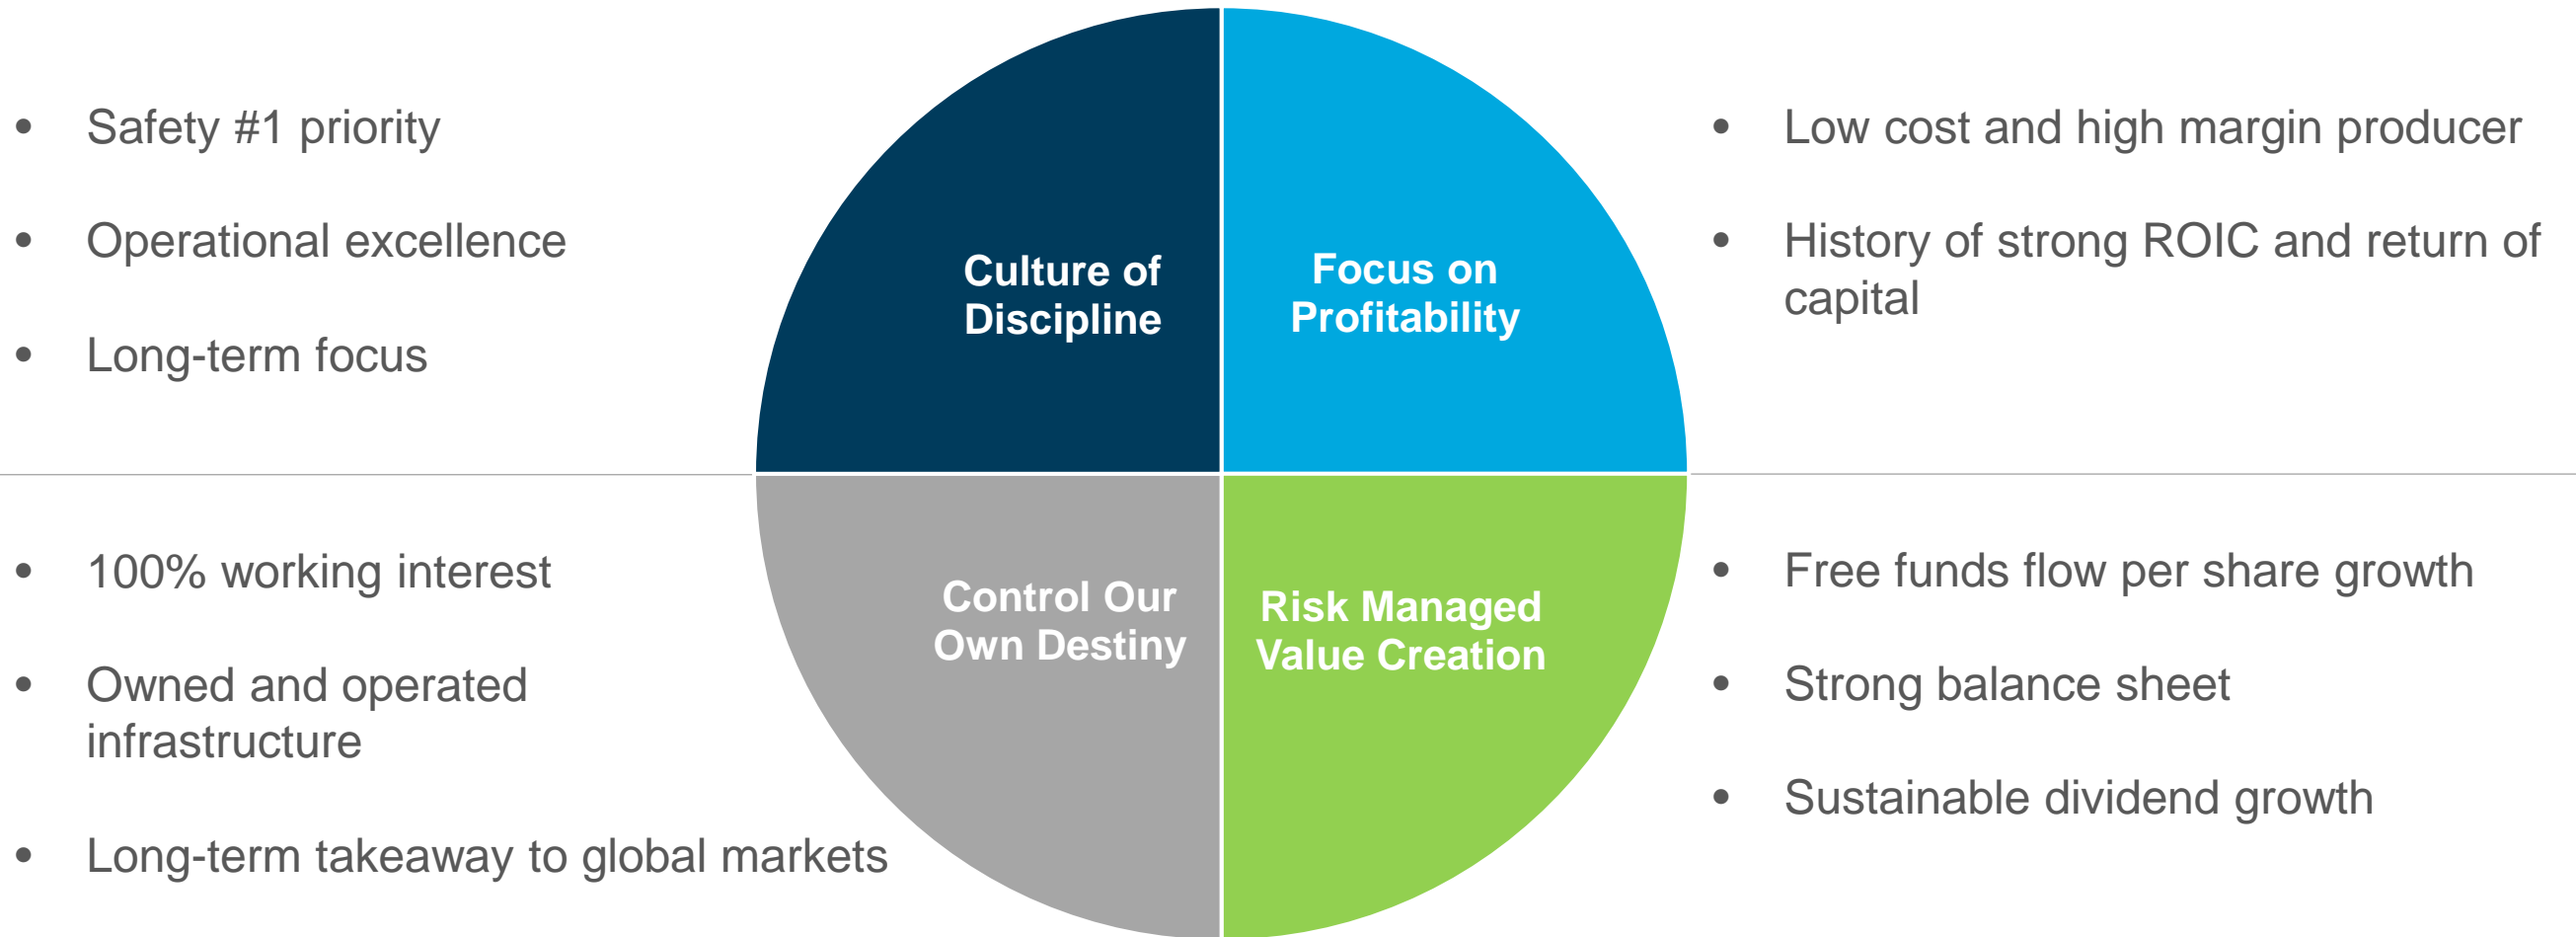 • Safety #1 priority
• Operational excellence
• Long-term focus
Culture of
Discipline
Focus on
Profitability
• Low cost and high margin producer
• History of strong ROIC and return of
capital
• 100% working interest
• Owned and operated
infrastructure
• Long-term takeaway to global markets
Control Our
Own Destiny
Risk Managed
Value Creation
• Free funds flow per share growth
• Strong balance sheet
• Sustainable dividend growth